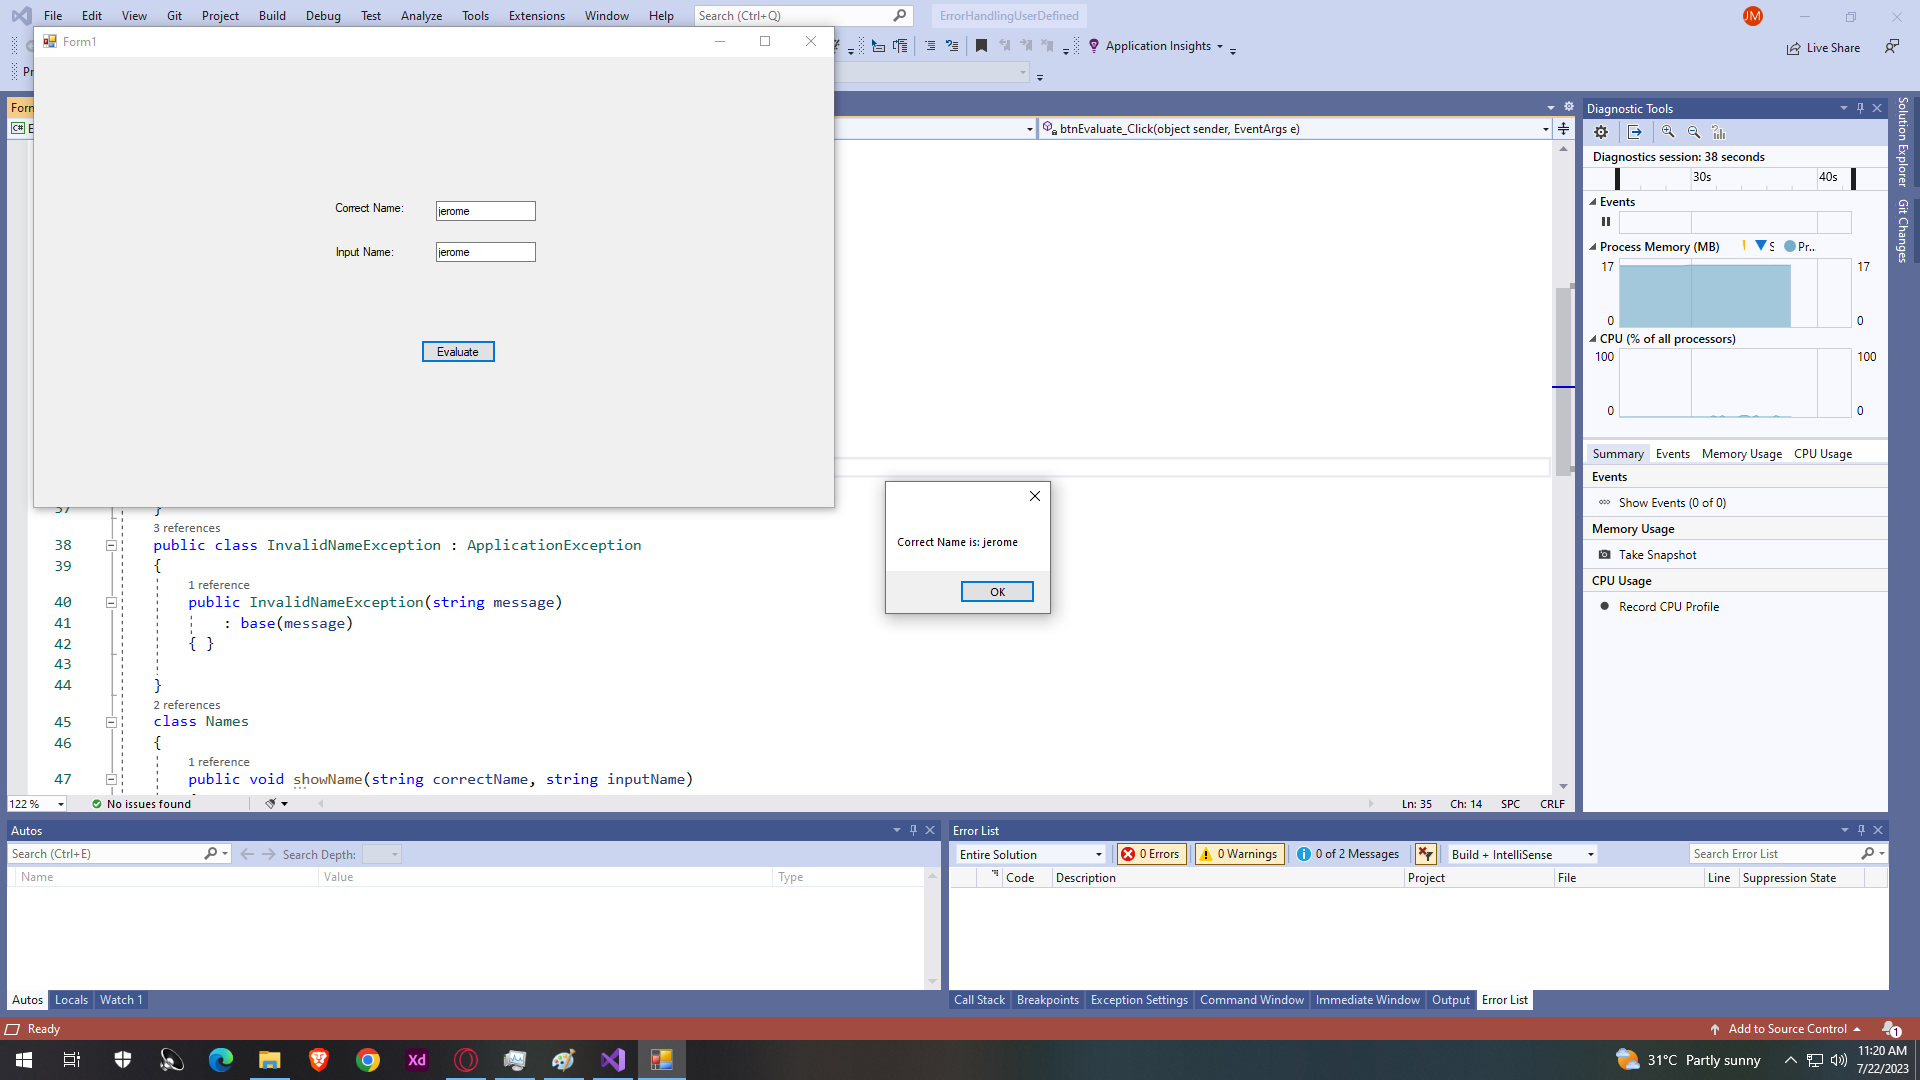 File Edit View Git Project Build Debug Test Analyze Tools Extensions Window Help Search (Ctrl+Q) ErrorHandlingUserDefined JM
Form1
Application Insights
Live Share
Form
btnEvaluate_Click(object sender, EventArgs e)
Correct Name: jerome
Input Name: jerome
Evaluate
Correct Name is: jerome
OK
37 }
3 references
38 public class InvalidNameException : ApplicationException
39 {
1 reference
40 public InvalidNameException(string message)
41 : base(message)
42 { }
43
44 }
2 references
45 class Names
46 {
1 reference
47 public void showName(string correctName, string inputName)
122 % No issues found Ln: 35 Ch: 14 SPC CRLF
Diagnostic Tools
Diagnostics session: 38 seconds
30s 40s
Events
Process Memory (MB) S Pr...
17 17
0 0
CPU (% of all processors)
100 100
0 0
Summary Events Memory Usage CPU Usage
Events
Show Events (0 of 0)
Memory Usage
Take Snapshot
CPU Usage
Record CPU Profile
Solution Explorer
Git Changes
Autos
Search (Ctrl+E) Search Depth:
Name Value Type
Autos Locals Watch 1
Error List
Entire Solution 0 Errors 0 Warnings 0 of 2 Messages Build + IntelliSense Search Error List
Code Description Project File Line Suppression State
Call Stack Breakpoints Exception Settings Command Window Immediate Window Output Error List
Ready Add to Source Control 1
Xd 31°C Partly sunny 11:20 AM
7/22/2023